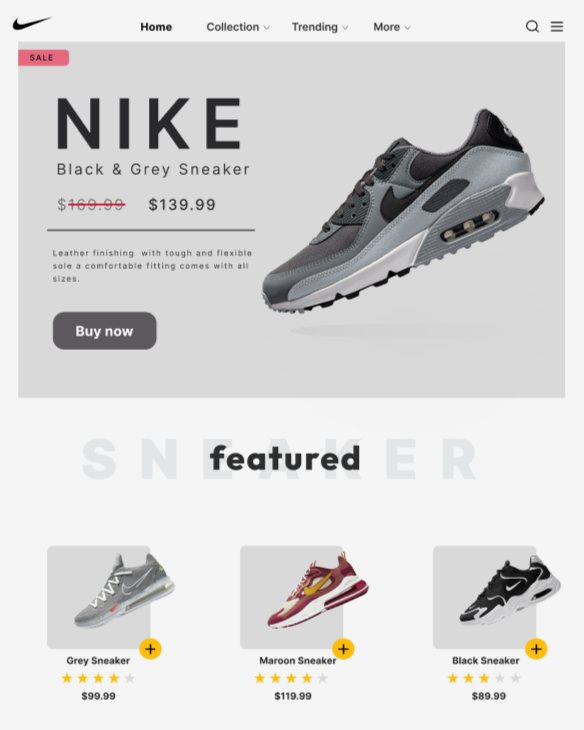 Home Collection Trending More
SALE
NIKE
Black & Grey Sneaker
$169.99 $139.99
Leather finishing with tough and flexible
sole a comfortable fitting comes with all
sizes.
Buy now
SNEAKER
featured
Grey Sneaker
$99.99
Maroon Sneaker
$119.99
Black Sneaker
$89.99